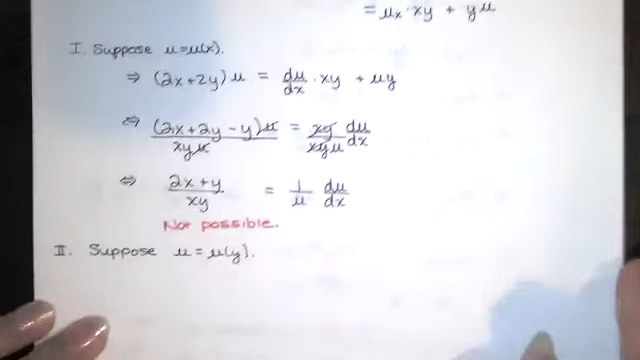 = μₓ · xy + yμ
I. Suppose μ=μ(x).
⇒ (2x+2y)μ = dμ/dx · xy + μy
⇔ (2x+2y-y)μ/xyμ = xy/xyμ dμ/dx
⇔ 2x+y/xy = 1/μ dμ/dx
Not possible.
II. Suppose μ=μ(y).